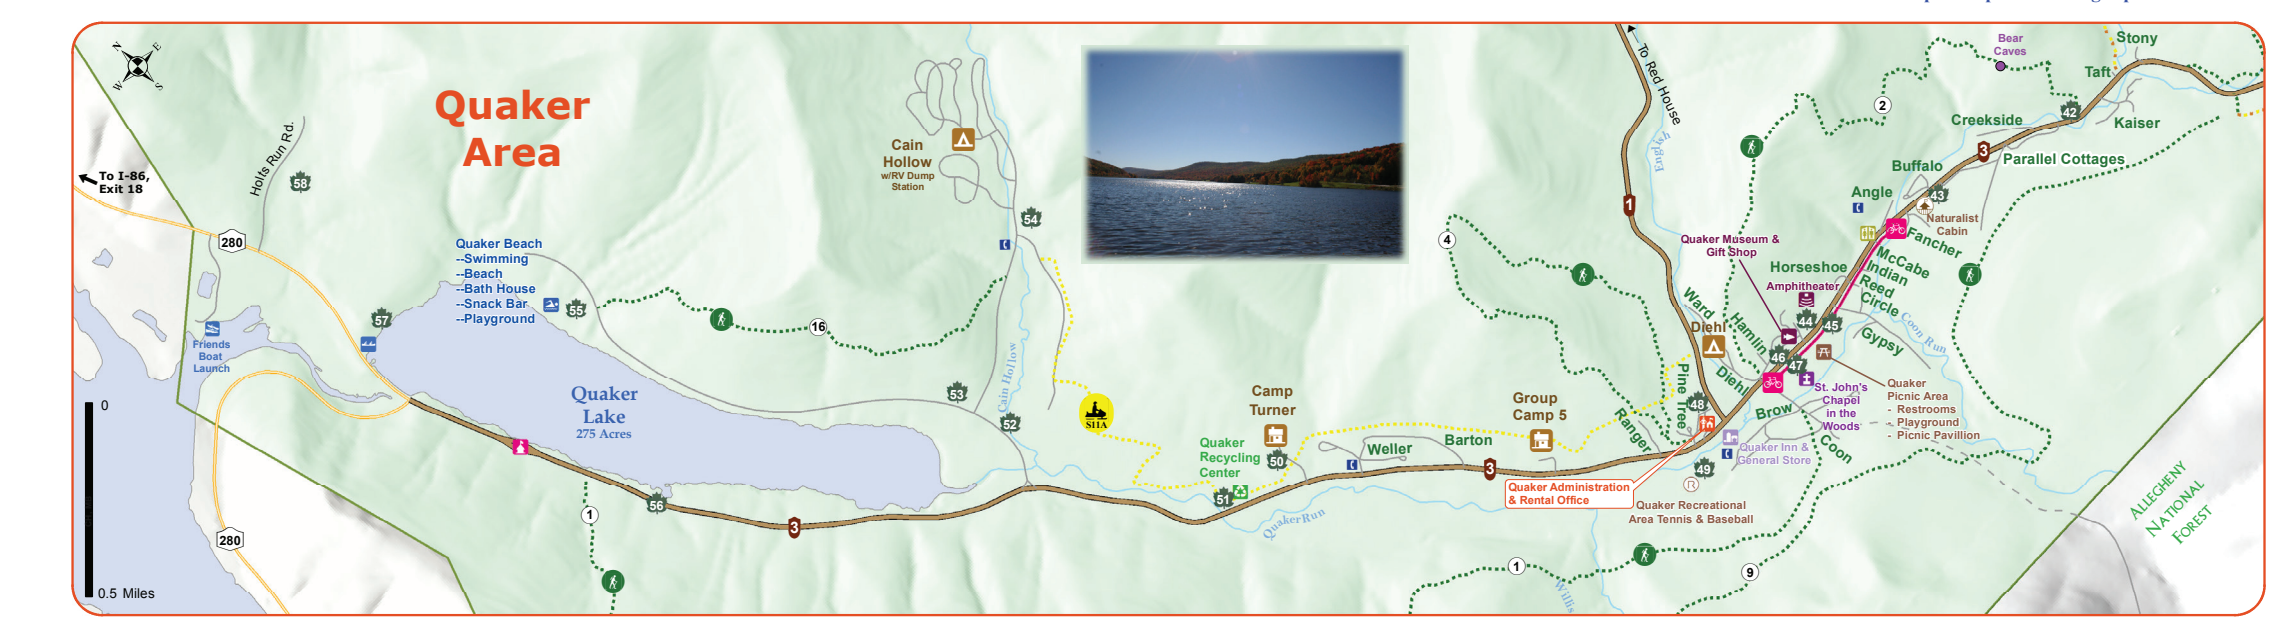 N
E
W
S
Quaker
Area
To I-86,
Exit 18
Holts Run Rd.
58
280
57
Friends
Boat
Launch
Quaker Beach
--Swimming
--Beach
--Bath House
--Snack Bar
--Playground
55
16
Cain
Hollow
w/RV Dump
Station
54
53
52
Cain Hollow
Quaker
Lake
275 Acres
0
0.5 Miles
280
1
56
3
S11A
Quaker
Recycling
Center
51
50
Camp
Turner
Quaker Run
Weller
Barton
3
Group
Camp 5
4
To Red House
1
English
Quaker Museum &
Gift Shop
Ward
Hamlin
Diehl
Diehl
Pine Tree
Ranger
48
49
Quaker Administration
& Rental Office
Quaker Inn &
General Store
R
Quaker Recreational
Area Tennis & Baseball
1
9
Willis
Bear
Caves
2
Stony
Taft
42
Kaiser
Creekside
3
Parallel Cottages
Buffalo
43
Angle
Naturalist
Cabin
Fancher
McCabe
Indian
Reed
Circle
Horseshoe
Amphitheater
44
45
46
47
Gypsy
Coon Run
St. John's
Chapel
in the
Woods
Brow
Coon
Quaker
Picnic Area
- Restrooms
- Playground
- Picnic Pavillion
ALLEGHENY
NATIONAL
FOREST